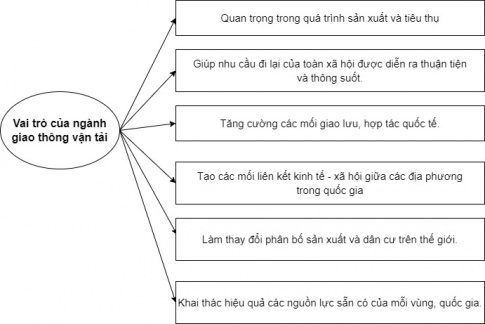 Vai trò của ngành
giao thông vận tải
Quan trọng trong quá trình sản xuất và tiêu thụ
Giúp nhu cầu đi lại của toàn xã hội được diễn ra thuận tiện
và thông suốt.
Tăng cường các mối giao lưu, hợp tác quốc tế.
Tạo các mối liên kết kinh tế - xã hội giữa các địa phương
trong quốc gia
Làm thay đổi phân bố sản xuất và dân cư trên thế giới.
Khai thác hiệu quả các nguồn lực sẵn có của mỗi vùng, quốc gia.